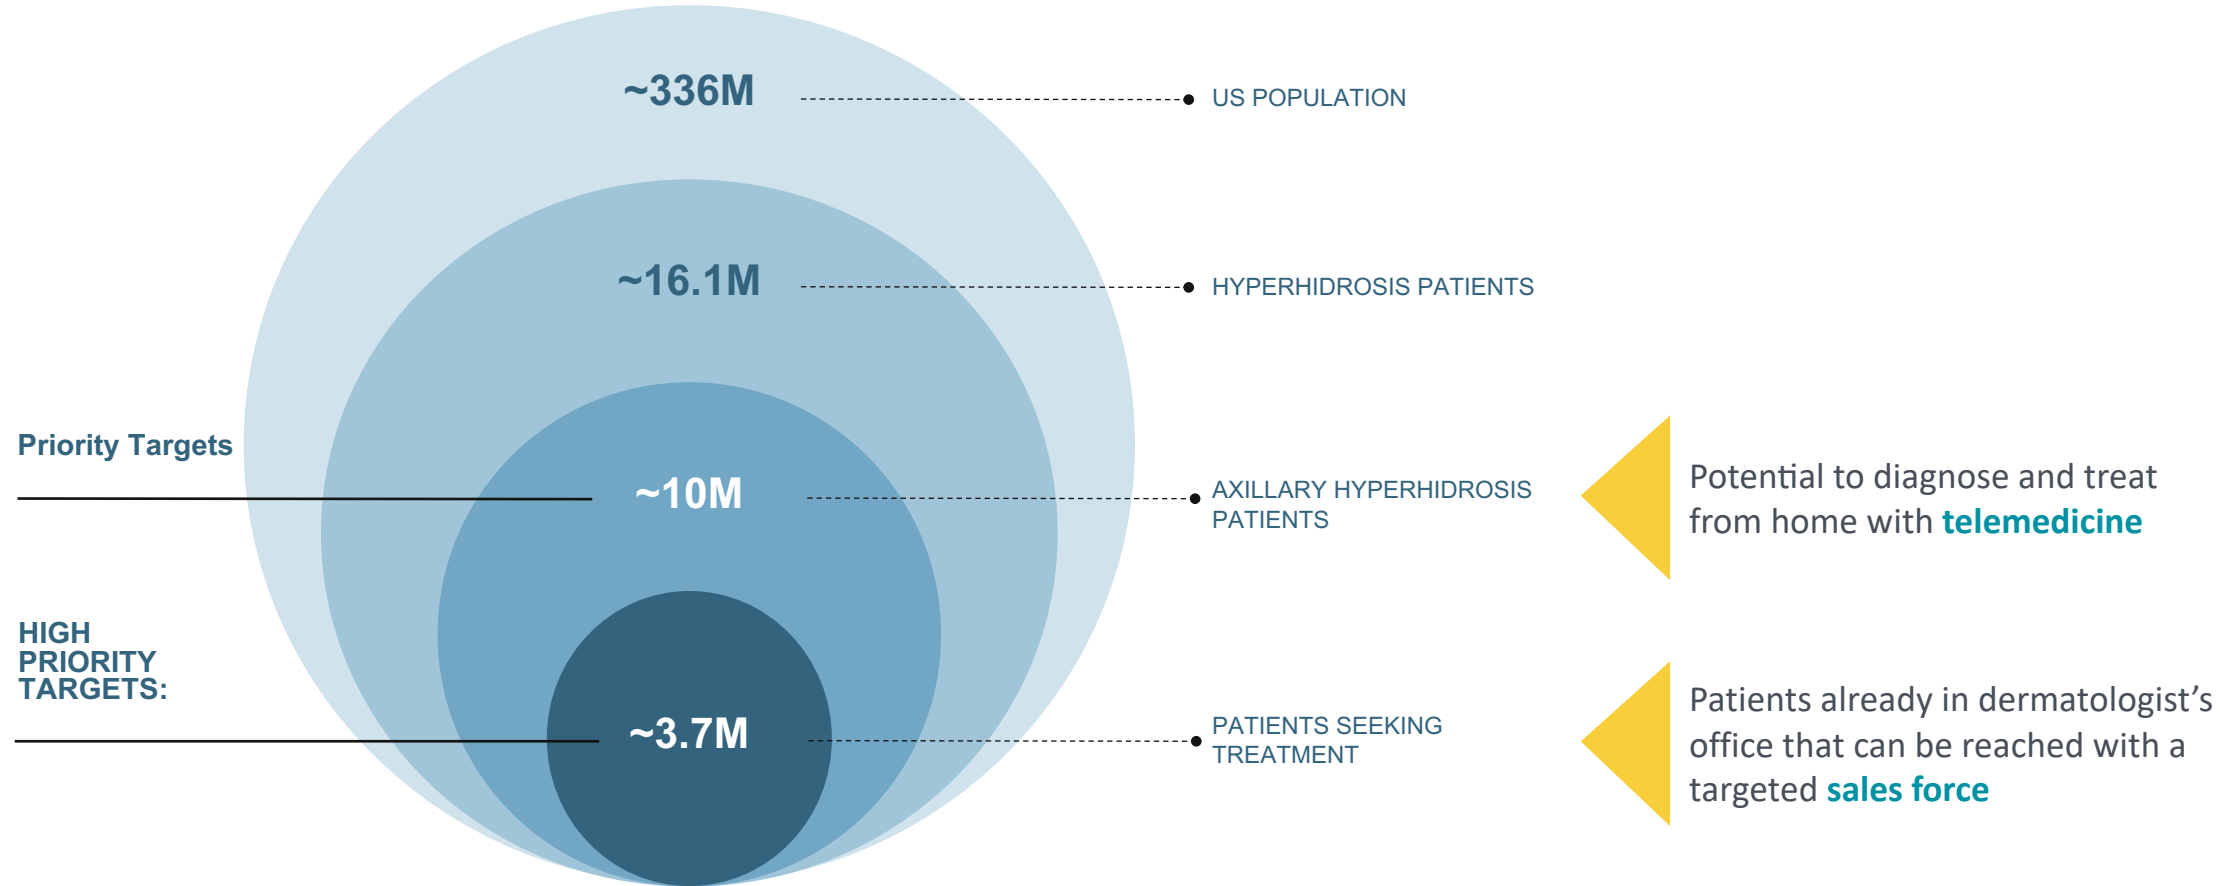 ~336M
US POPULATION
~16.1M
HYPERHIDROSIS PATIENTS
Priority Targets
~10M
AXILLARY HYPERHIDROSIS
PATIENTS
Potential to diagnose and treat
from home with telemedicine
HIGH
PRIORITY
TARGETS:
~3.7M
PATIENTS SEEKING
TREATMENT
Patients already in dermatologist’s
office that can be reached with a
targeted sales force